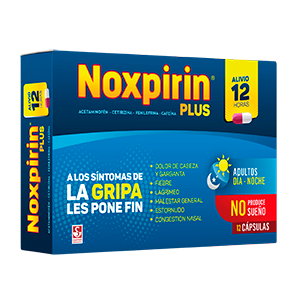 Noxpirin®
PLUS
ACETAMINOFÉN - CETIRIZINA - FENILEFRINA - CAFEÍNA
ALIVIO
12
HORAS
A LOS SÍNTOMAS DE
LA GRIPA
LES PONE FIN
• DOLOR DE CABEZA
Y GARGANTA
• FIEBRE
• LAGRIMEO
• MALESTAR GENERAL
• ESTORNUDO
• CONGESTIÓN NASAL
ADULTOS
DÍA - NOCHE
NO PRODUCE
SUEÑO
12 CÁPSULAS
ALIVIO
12
HORAS
Noxpirin
PLUS